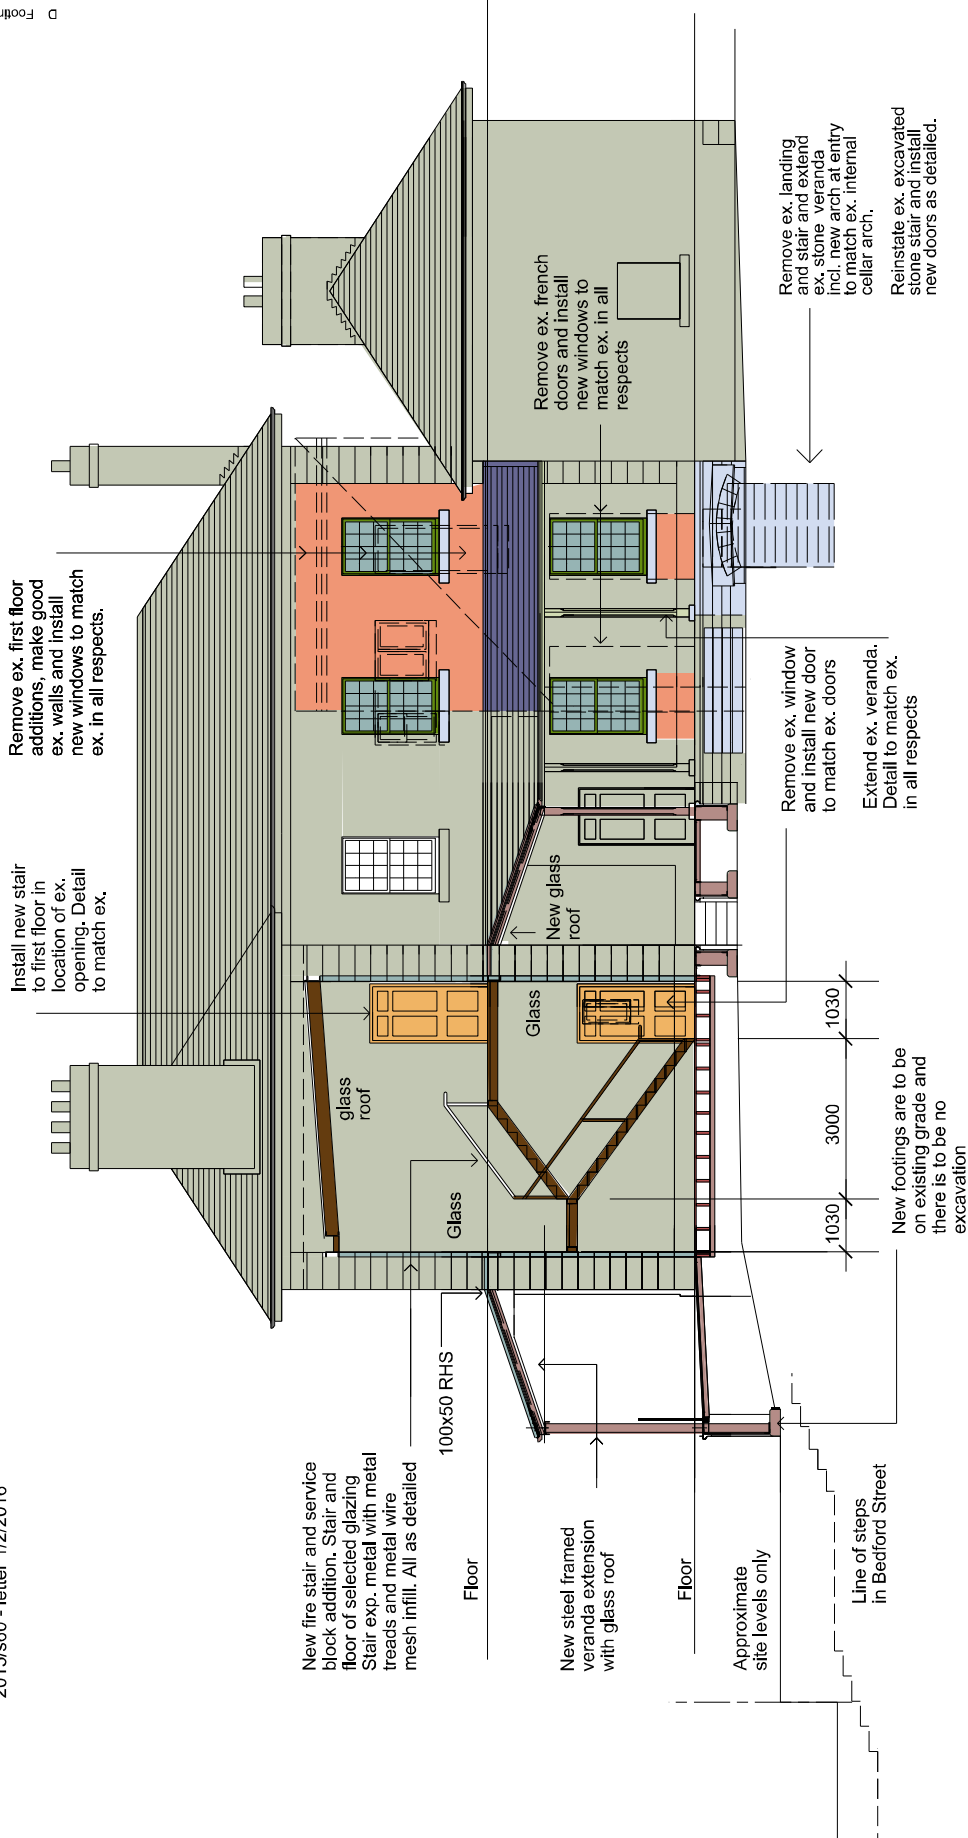 Install new stair
to first floor in
location of ex.
opening. Detail
to match ex.
Remove ex. first floor
additions, make good
ex. walls and install
new windows to match
ex. in all respects.
New fire stair and service
block addition. Stair and
floor of selected glazing
Stair exp. metal with metal
treads and metal wire
mesh infill. All as detailed
100x50 RHS
Floor
New steel framed
veranda extension
with glass roof
Floor
Approximate
site levels only
Line of steps
in Bedford Street
glass
roof
Glass
Glass
New glass
roof
Remove ex. french
doors and install
new windows to
match ex. in all
respects
Remove ex. landing
and stair and extend
ex. stone veranda
incl. new arch at entry
to match ex. internal
cellar arch.
Reinstate ex. excavated
stone stair and install
new doors as detailed.
Remove ex. window
and install new door
to match ex. doors
Extend ex. veranda.
Detail to match ex.
in all respects
1030
3000
1030
New footings are to be
on existing grade and
there is to be no
excavation
D